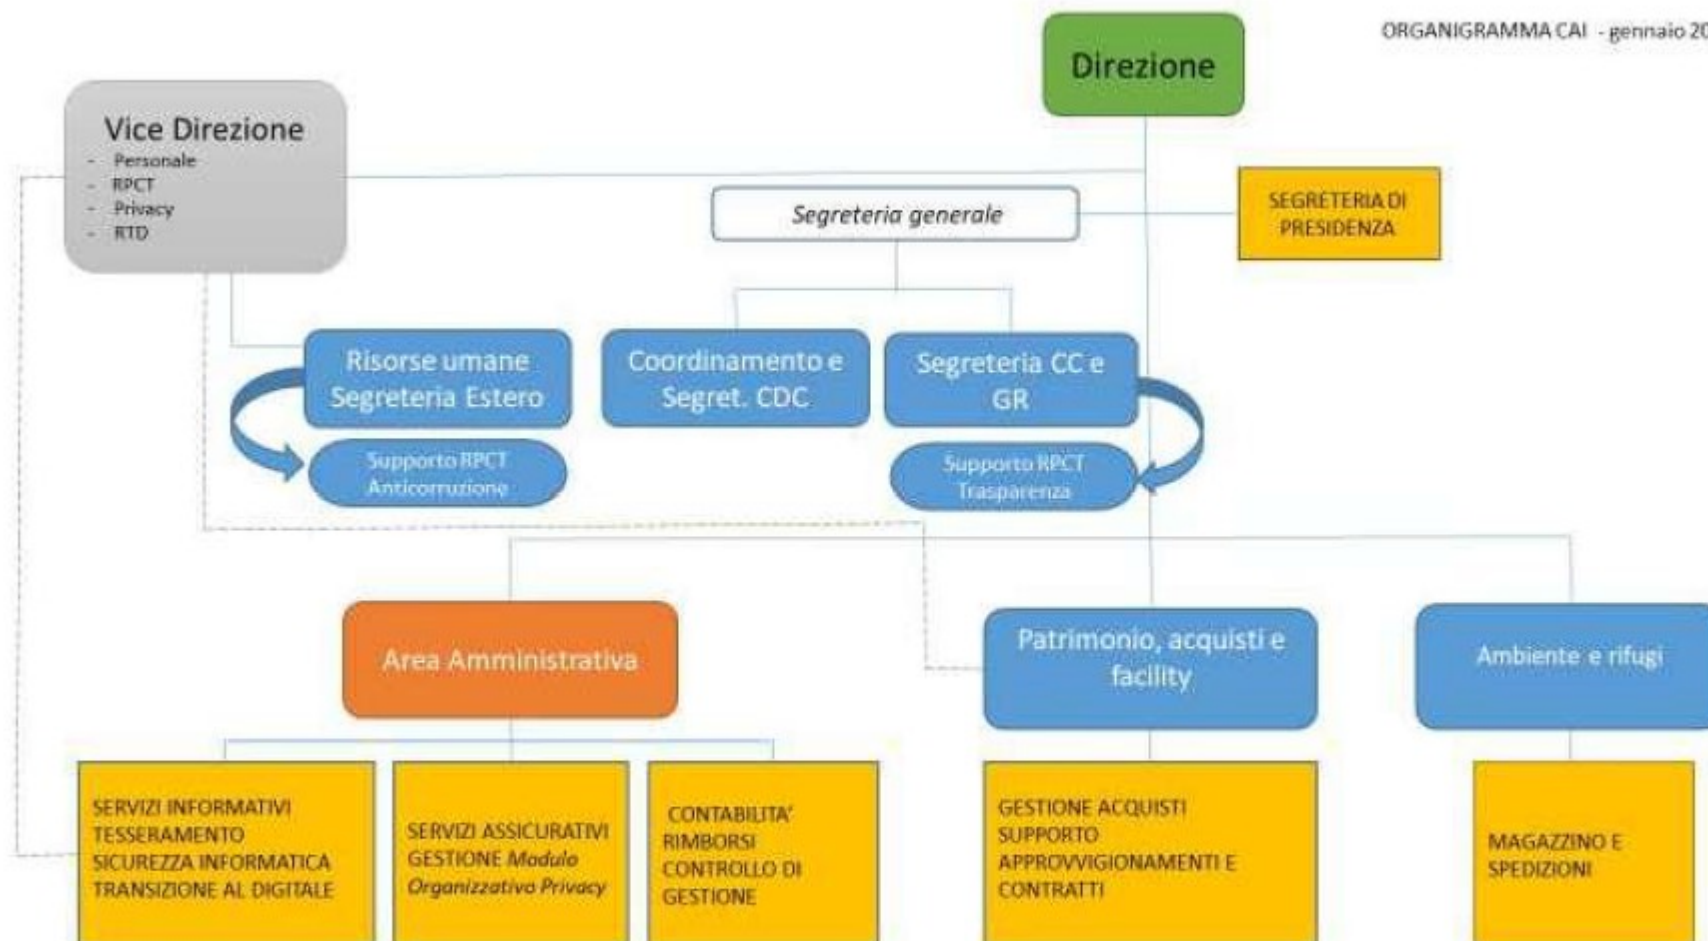 ORGANIGRAMMA CAI - gennaio 20
Direzione
Vice Direzione
- Personale
- RPCT
- Privacy
- RTD
Segreteria generale
SEGRETERIA DI
PRESIDENZA
Risorse umane
Segreteria Estero
Coordinamento e
Segret. CDC
Segreteria CC e
GR
Supporto RPCT
Anticorruzione
Supporto RPCT
Trasparenza
Area Amministrativa
Patrimonio, acquisti e
facility
Ambiente e rifugi
SERVIZI INFORMATIVI
TESSERAMENTO
SICUREZZA INFORMATICA
TRANSIZIONE AL DIGITALE
SERVIZI ASSICURATIVI
GESTIONE Modulo
Organizzativo Privacy
CONTABILITA'
RIMBORSI
CONTROLLO DI
GESTIONE
GESTIONE ACQUISTI
SUPPORTO
APPROVVIGIONAMENTI E
CONTRATTI
MAGAZZINO E
SPEDIZIONI